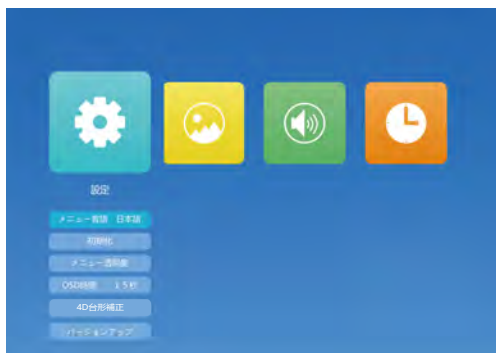 設定
メニュー言語 日本語
初期化
メニュー透明度
OSD時間 15秒
4D台形補正
バージョンアップ